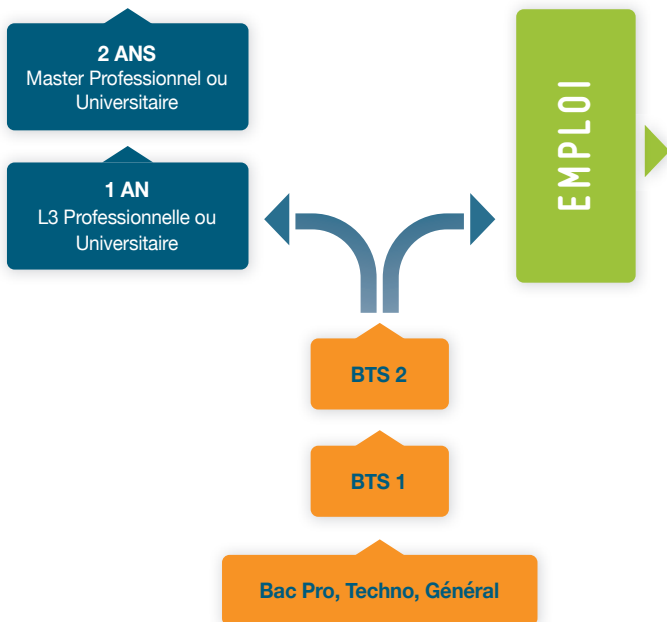 2 ANS
Master Professionnel ou
Universitaire
1 AN
L3 Professionnelle ou
Universitaire
EMPLOI
BTS 2
BTS 1
Bac Pro, Techno, Général